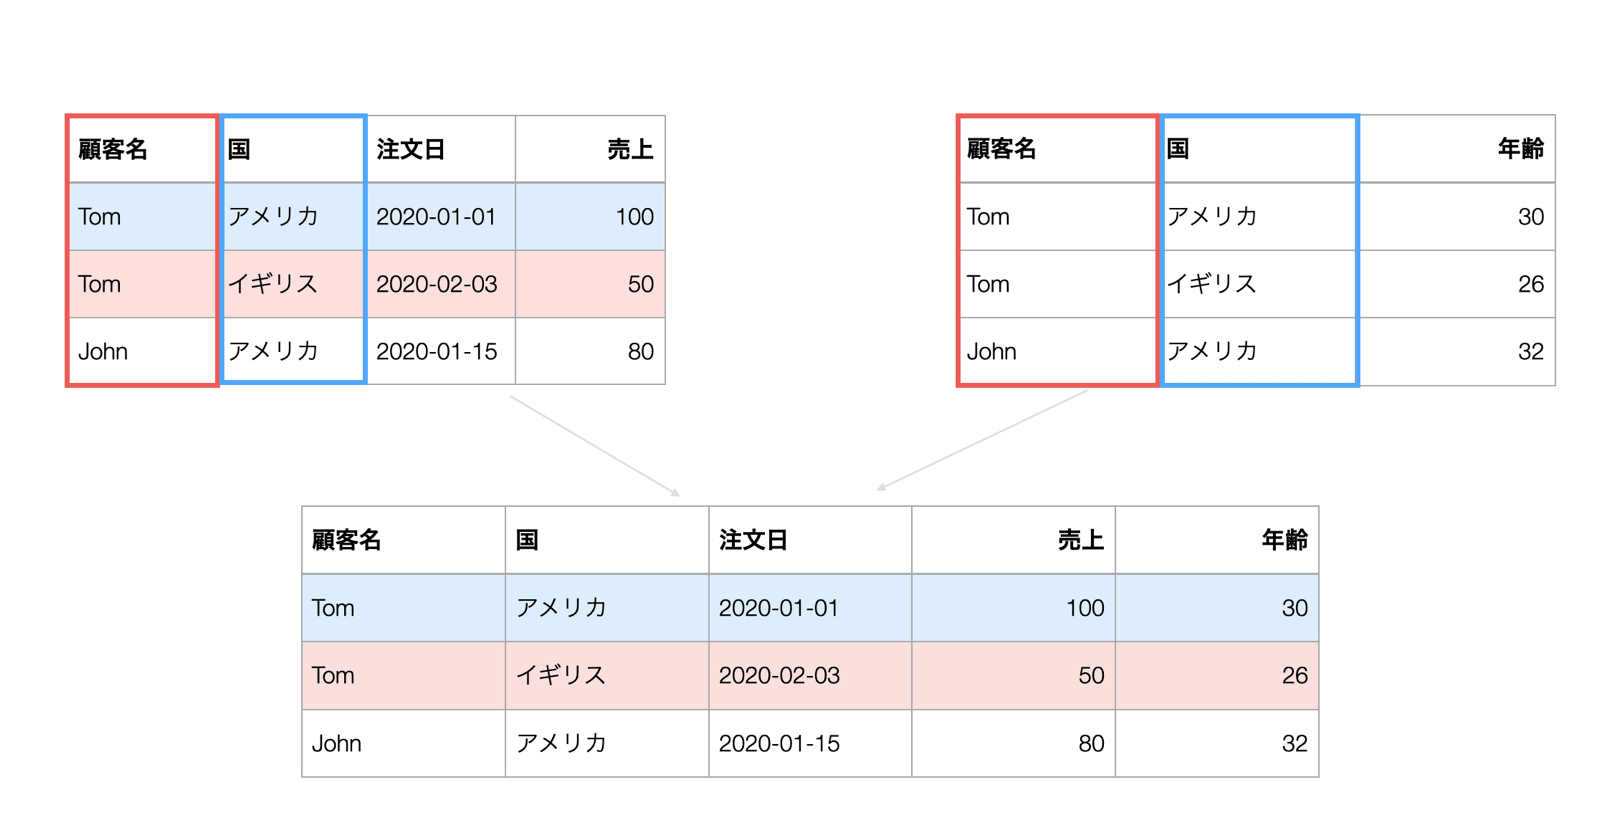 顧客名 国 注文日 売上
Tom アメリカ 2020-01-01 100
Tom イギリス 2020-02-03 50
John アメリカ 2020-01-15 80
顧客名 国 年齢
Tom アメリカ 30
Tom イギリス 26
John アメリカ 32
顧客名 国 注文日 売上 年齢
Tom アメリカ 2020-01-01 100 30
Tom イギリス 2020-02-03 50 26
John アメリカ 2020-01-15 80 32